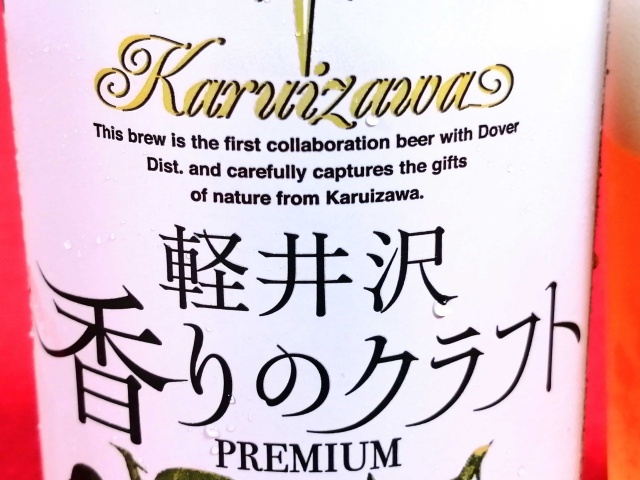 Karuizawa
This brew is the first collaboration beer with Dover
Dist. and carefully captures the gifts
of nature from Karuizawa.
軽井沢
香りのクラフト
PREMIUM